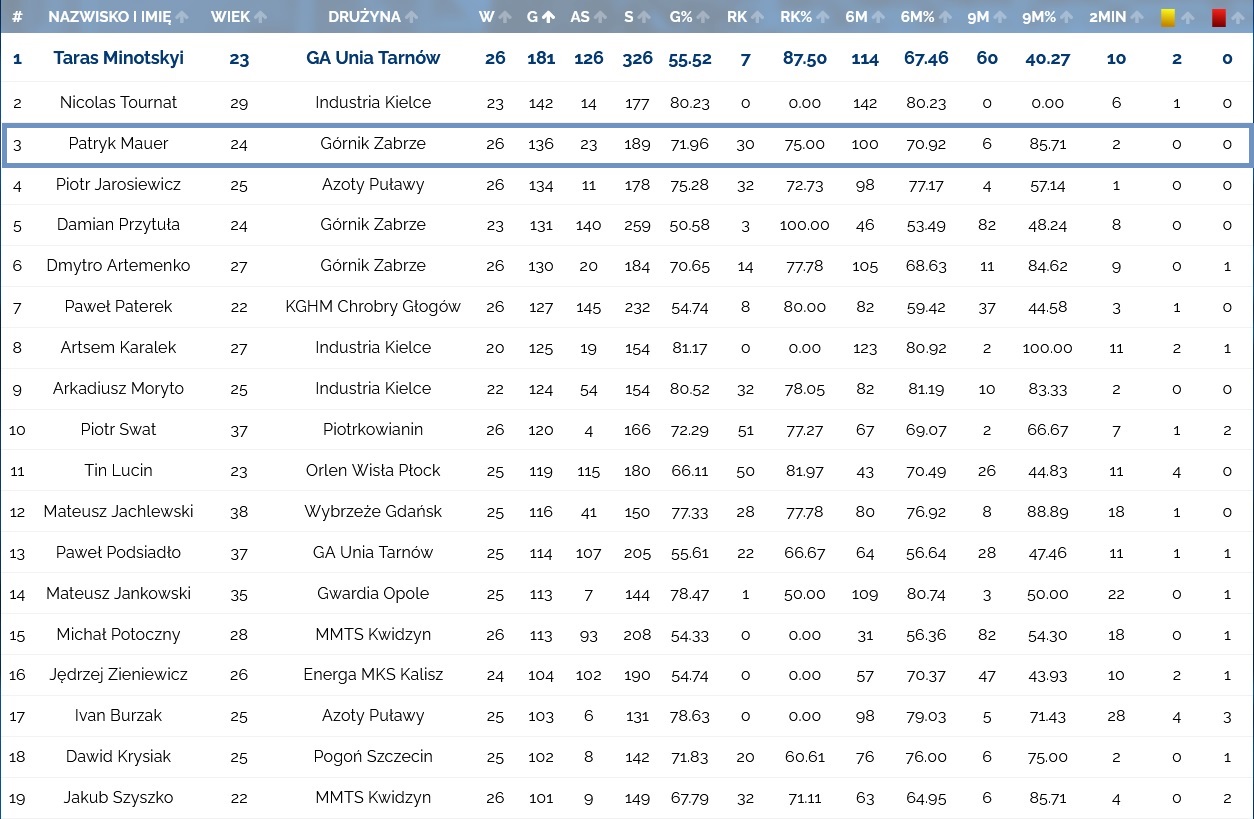 # NAZWISKO I IMIĘ WIEK DRUŻYNA W G AS S G% RK RK% 6M 6M% 9M 9M% 2MIN
1 Taras Minotskyi 23 GA Unia Tarnów 26 181 126 326 55.52 7 87.50 114 67.46 60 40.27 10 2 0
2 Nicolas Tournat 29 Industria Kielce 23 142 14 177 80.23 0 0.00 142 80.23 0 0.00 6 1 0
3 Patryk Mauer 24 Górnik Zabrze 26 136 23 189 71.96 30 75.00 100 70.92 6 85.71 2 0 0
4 Piotr Jarosiewicz 25 Azoty Puławy 26 134 11 178 75.28 32 72.73 98 77.17 4 57.14 1 0 0
5 Damian Przytuła 24 Górnik Zabrze 23 131 140 259 50.58 3 100.00 46 53.49 82 48.24 8 0 0
6 Dmytro Artemenko 27 Górnik Zabrze 26 130 20 184 70.65 14 77.78 105 68.63 11 84.62 9 0 1
7 Paweł Paterek 22 KGHM Chrobry Głogów 26 127 145 232 54.74 8 80.00 82 59.42 37 44.58 3 1 0
8 Artsem Karalek 27 Industria Kielce 20 125 19 154 81.17 0 0.00 123 80.92 2 100.00 11 2 1
9 Arkadiusz Moryto 25 Industria Kielce 22 124 54 154 80.52 32 78.05 82 81.19 10 83.33 2 0 0
10 Piotr Swat 37 Piotrkowianin 26 120 4 166 72.29 51 77.27 67 69.07 2 66.67 7 1 2
11 Tin Lucin 23 Orlen Wisła Płock 25 119 115 180 66.11 50 81.97 43 70.49 26 44.83 11 4 0
12 Mateusz Jachlewski 38 Wybrzeże Gdańsk 25 116 41 150 77.33 28 77.78 80 76.92 8 88.89 18 1 0
13 Paweł Podsiadło 37 GA Unia Tarnów 25 114 107 205 55.61 22 66.67 64 56.64 28 47.46 11 1 1
14 Mateusz Jankowski 35 Gwardia Opole 25 113 7 144 78.47 1 50.00 109 80.74 3 50.00 22 0 1
15 Michał Potoczny 28 MMTS Kwidzyn 26 113 93 208 54.33 0 0.00 31 56.36 82 54.30 18 0 1
16 Jędrzej Zieniewicz 26 Energa MKS Kalisz 24 104 102 190 54.74 0 0.00 57 70.37 47 43.93 10 2 1
17 Ivan Burzak 25 Azoty Puławy 25 103 6 131 78.63 0 0.00 98 79.03 5 71.43 28 4 3
18 Dawid Krysiak 25 Pogoń Szczecin 25 102 8 142 71.83 20 60.61 76 76.00 6 75.00 2 0 1
19 Jakub Szyszko 22 MMTS Kwidzyn 26 101 9 149 67.79 32 71.11 63 64.95 6 85.71 4 0 2